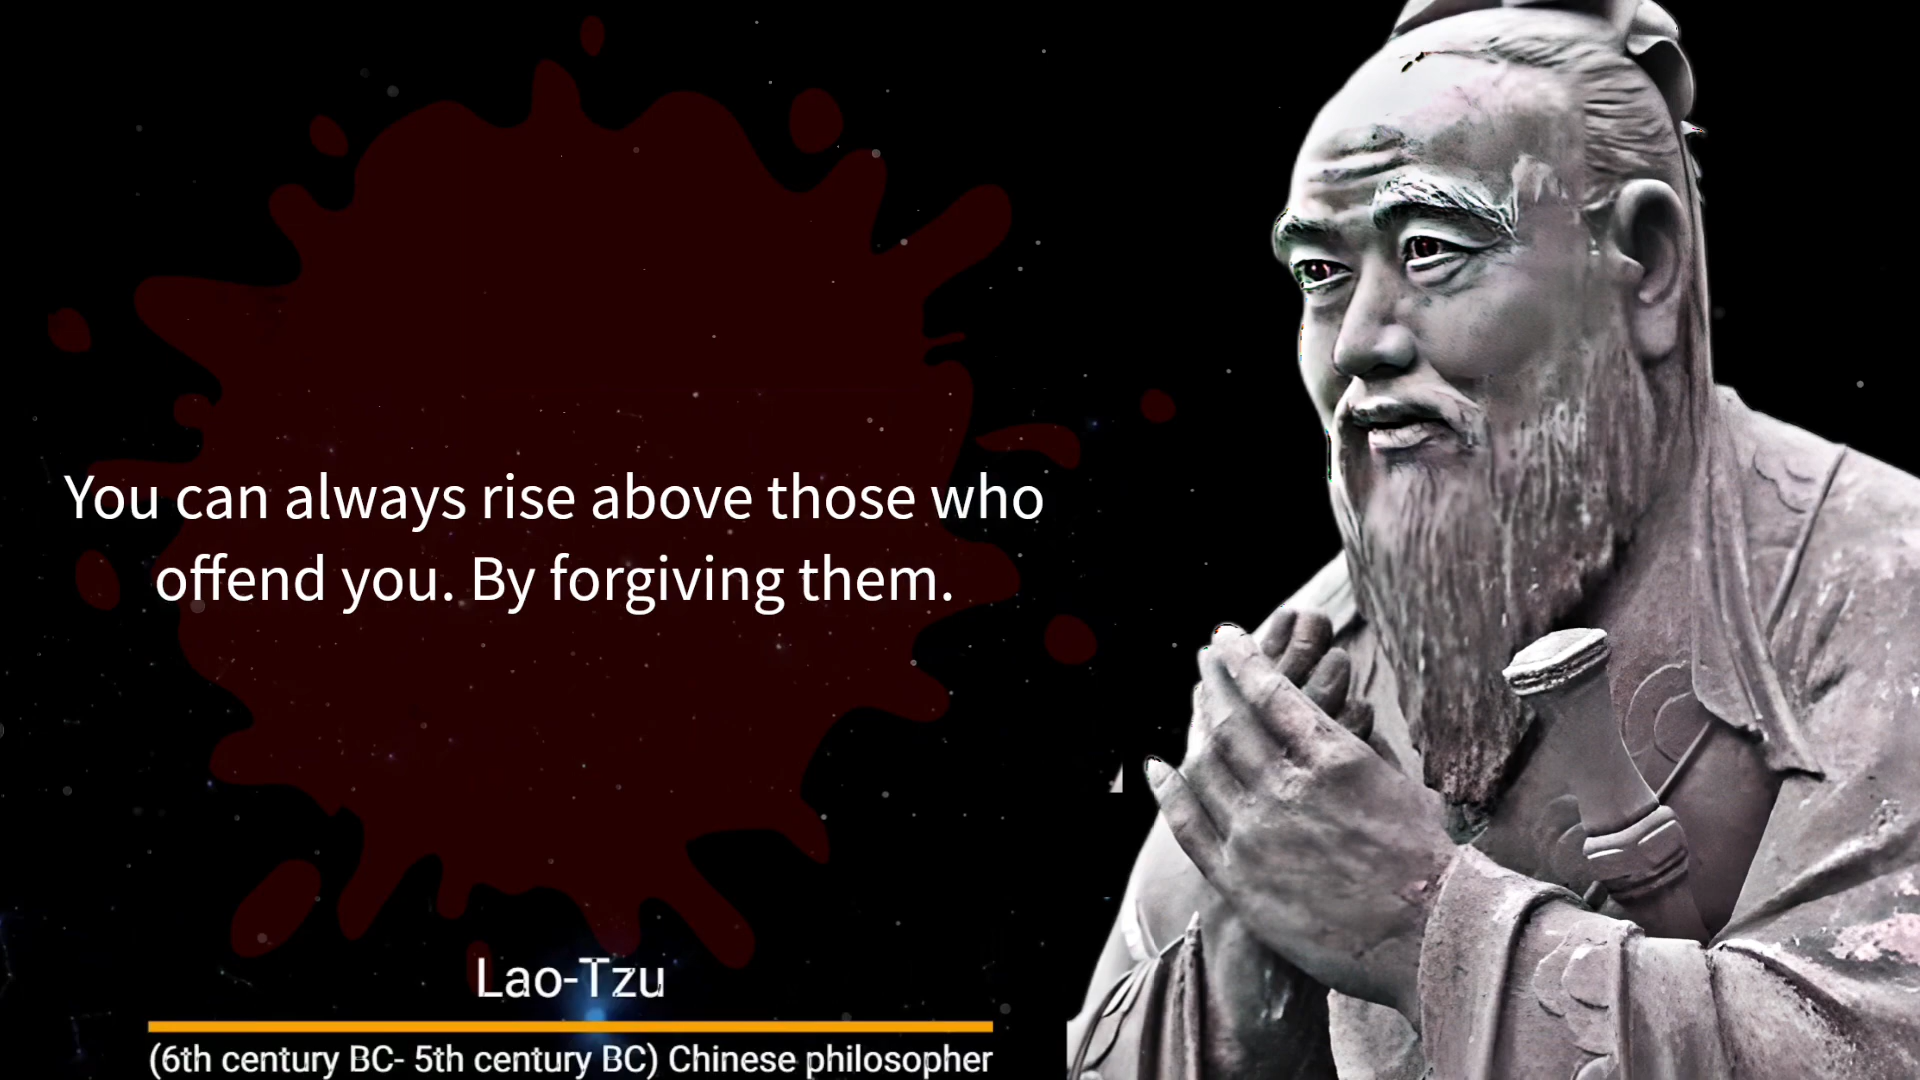 You can always rise above those who
offend you. By forgiving them.
Lao-Tzu
(6th century BC- 5th century BC) Chinese philosopher